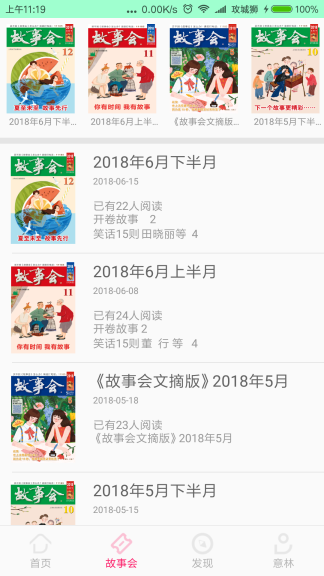 上午11:19 ... 0.00K/s 攻城狮
故事会 12
夏至未至 故事先行
故事会 11
你有时间 我有故事
故事会
故事会 10
下一个故事更精彩……
2018年6月下半...
2018年6月上半...
《故事会文摘版...
2018年5月下半...
故事会 12
夏至未至 故事先行
2018年6月下半月
2018-06-15
已有22人阅读
开卷故事 2
笑话15则田晓丽等 4
故事会 11
你有时间 我有故事
2018年6月上半月
2018-06-08
已有24人阅读
开卷故事 2
笑话15则董 行 等 4
故事会
《故事会文摘版》2018年5月
2018-05-18
已有23人阅读
《故事会文摘版》2018年5月
故事会 10
2018年5月下半月
2018-05-15
首页
故事会
发现
意林